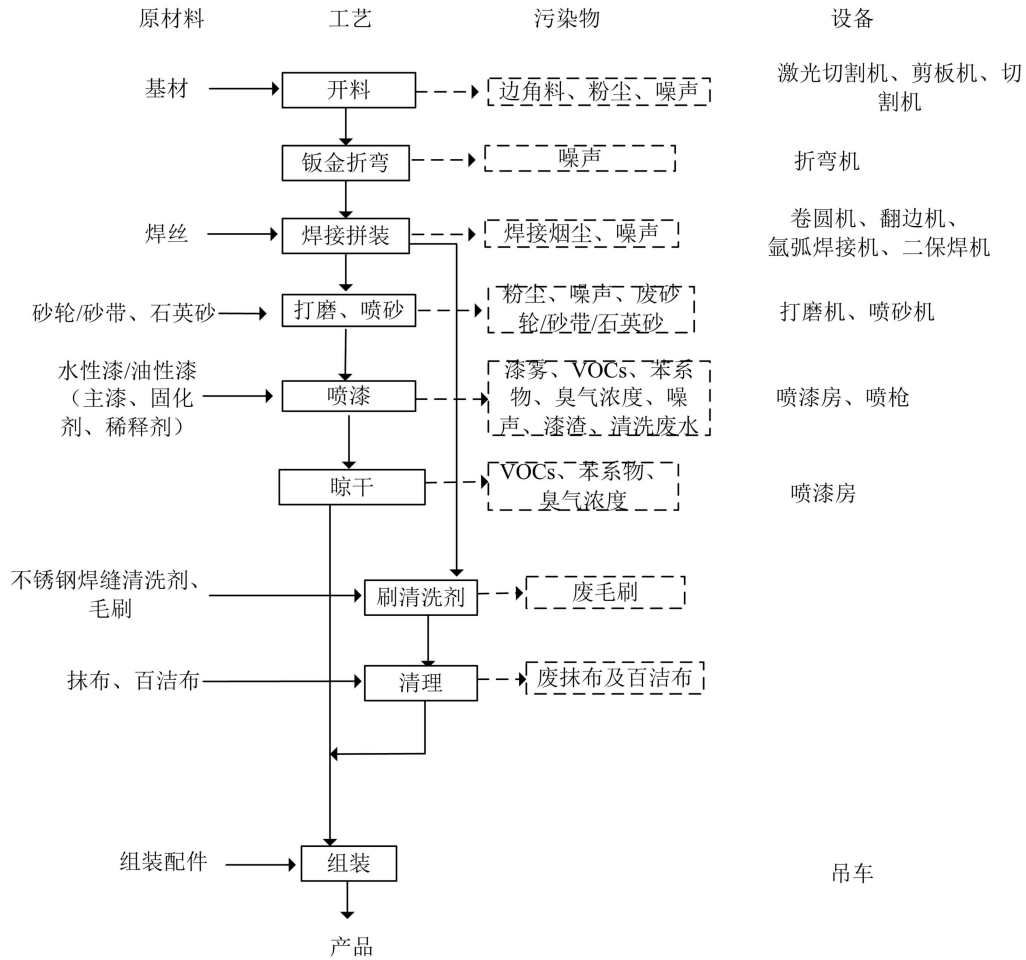 原材料
工艺
污染物
设备
基材
开料
边角料、粉尘、噪声
激光切割机、剪板机、切
割机
钣金折弯
噪声
折弯机
焊丝
焊接拼装
焊接烟尘、噪声
卷圆机、翻边机、
氩弧焊接机、二保焊机
砂轮/砂带、石英砂
打磨、喷砂
粉尘、噪声、废砂
轮/砂带/石英砂
打磨机、喷砂机
水性漆/油性漆
（主漆、固化
剂、稀释剂）
喷漆
漆雾、VOCs、苯系
物、臭气浓度、噪
声、漆渣、清洗废水
喷漆房、喷枪
晾干
VOCs、苯系物、
臭气浓度
喷漆房
不锈钢焊缝清洗剂、
毛刷
刷清洗剂
废毛刷
抹布、百洁布
清理
废抹布及百洁布
组装配件
组装
吊车
产品